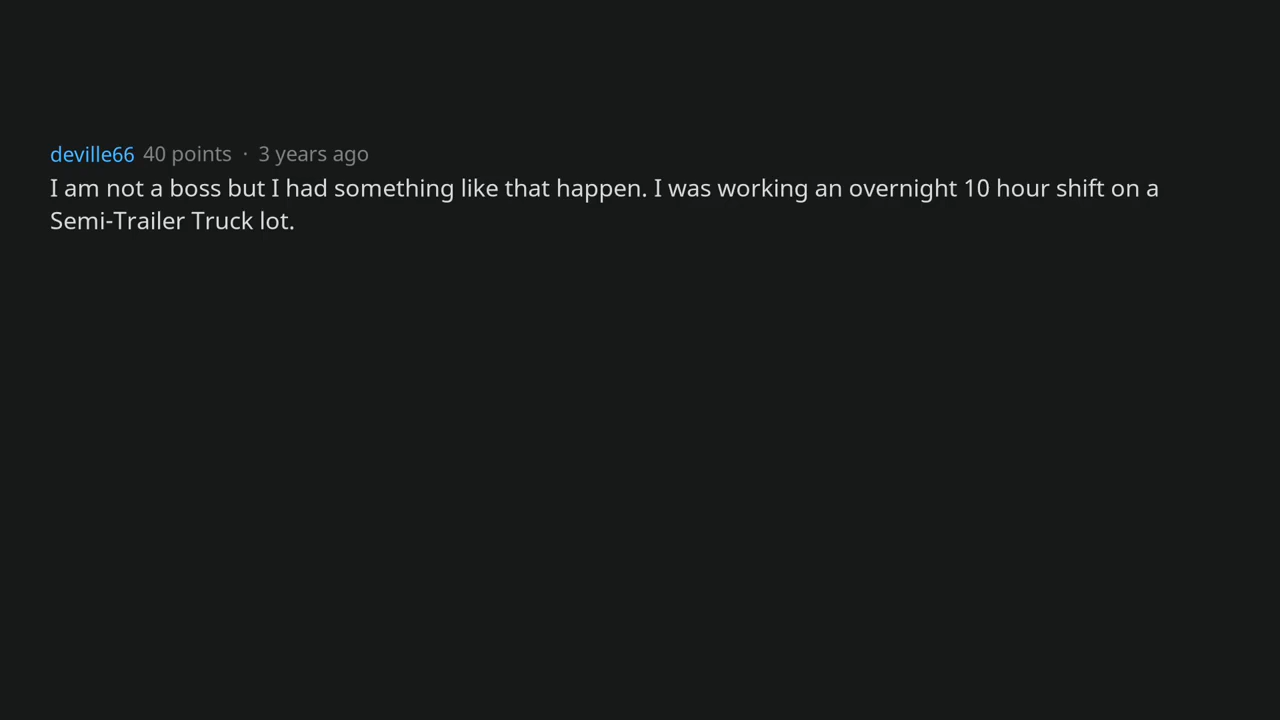 deville66 40 points · 3 years ago
I am not a boss but I had something like that happen. I was working an overnight 10 hour shift on a
Semi-Trailer Truck lot.